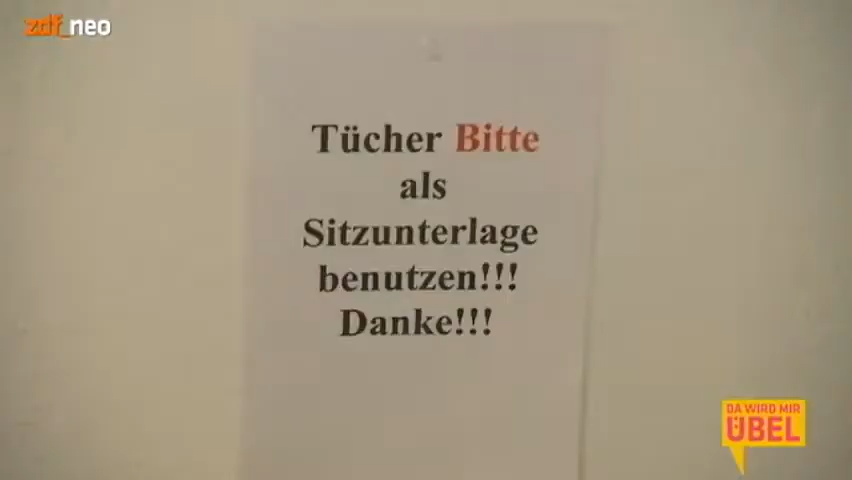 zdf_neo
Tücher Bitte
als
Sitzunterlage
benutzen!!!
Danke!!!
DA WIRD MIR
ÜBEL